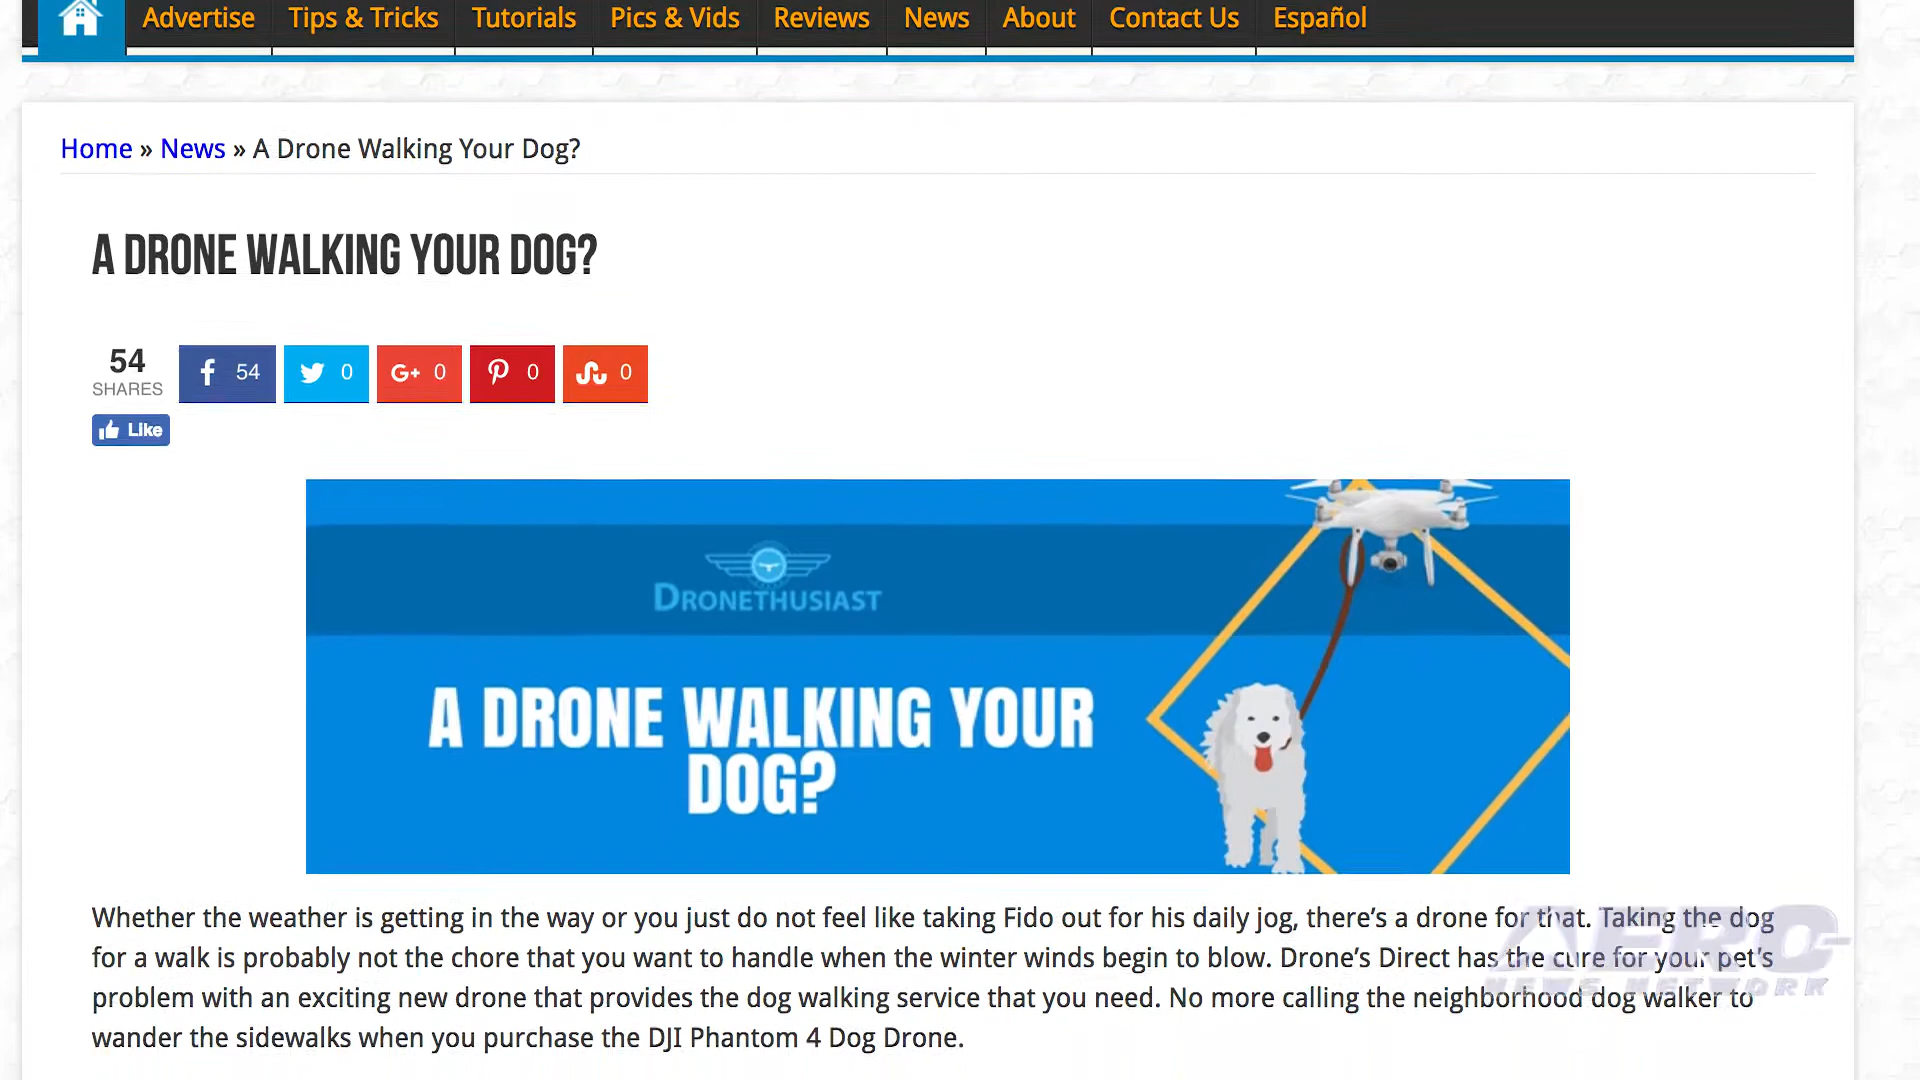 Advertise Tips & Tricks Tutorials Pics & Vids Reviews News About Contact Us Español
Home » News » A Drone Walking Your Dog?
A DRONE WALKING YOUR DOG?
54 SHARES
54 0 G+ 0 0 0
Like
DRONETHUSIAST
A DRONE WALKING YOUR
DOG?
Whether the weather is getting in the way or you just do not feel like taking Fido out for his daily jog, there’s a drone for that. Taking the dog
for a walk is probably not the chore that you want to handle when the winter winds begin to blow. Drone’s Direct has the cure for your pet’s
problem with an exciting new drone that provides the dog walking service that you need. No more calling the neighborhood dog walker to
wander the sidewalks when you purchase the DJI Phantom 4 Dog Drone.
AERO
NEWS NETWORK